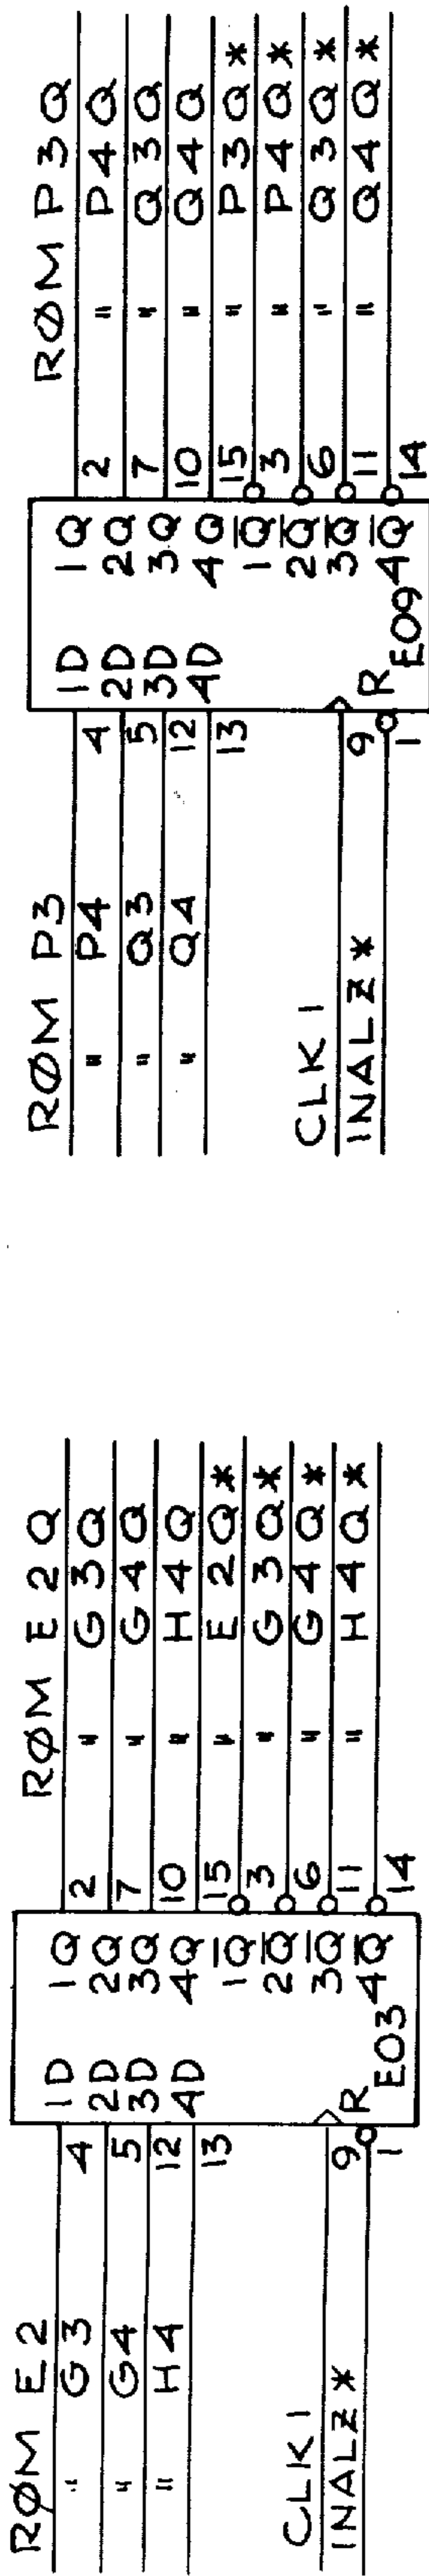 RØM E2
" G3
" G4
" H4
CLK 1
INALZ*
4
5
12
13
9
1
1D 1Q
2D 2Q
3D 3Q
4D 4Q
1Q̅
2Q̅
3Q̅
R 4Q̅
E03
2
7
10
15
3
6
11
14
RØM E2Q
" G3Q
" G4Q
" H4Q
" E2Q*
" G3Q*
" G4Q*
" H4Q*
RØM P3
" P4
" Q3
" Q4
CLK 1
INALZ*
4
5
12
13
9
1
1D 1Q
2D 2Q
3D 3Q
4D 4Q
1Q̅
2Q̅
3Q̅
R 4Q̅
E09
2
7
10
15
3
6
11
14
RØM P3Q
" P4Q
" Q3Q
" Q4Q
" P3Q*
" P4Q*
" Q3Q*
" Q4Q*